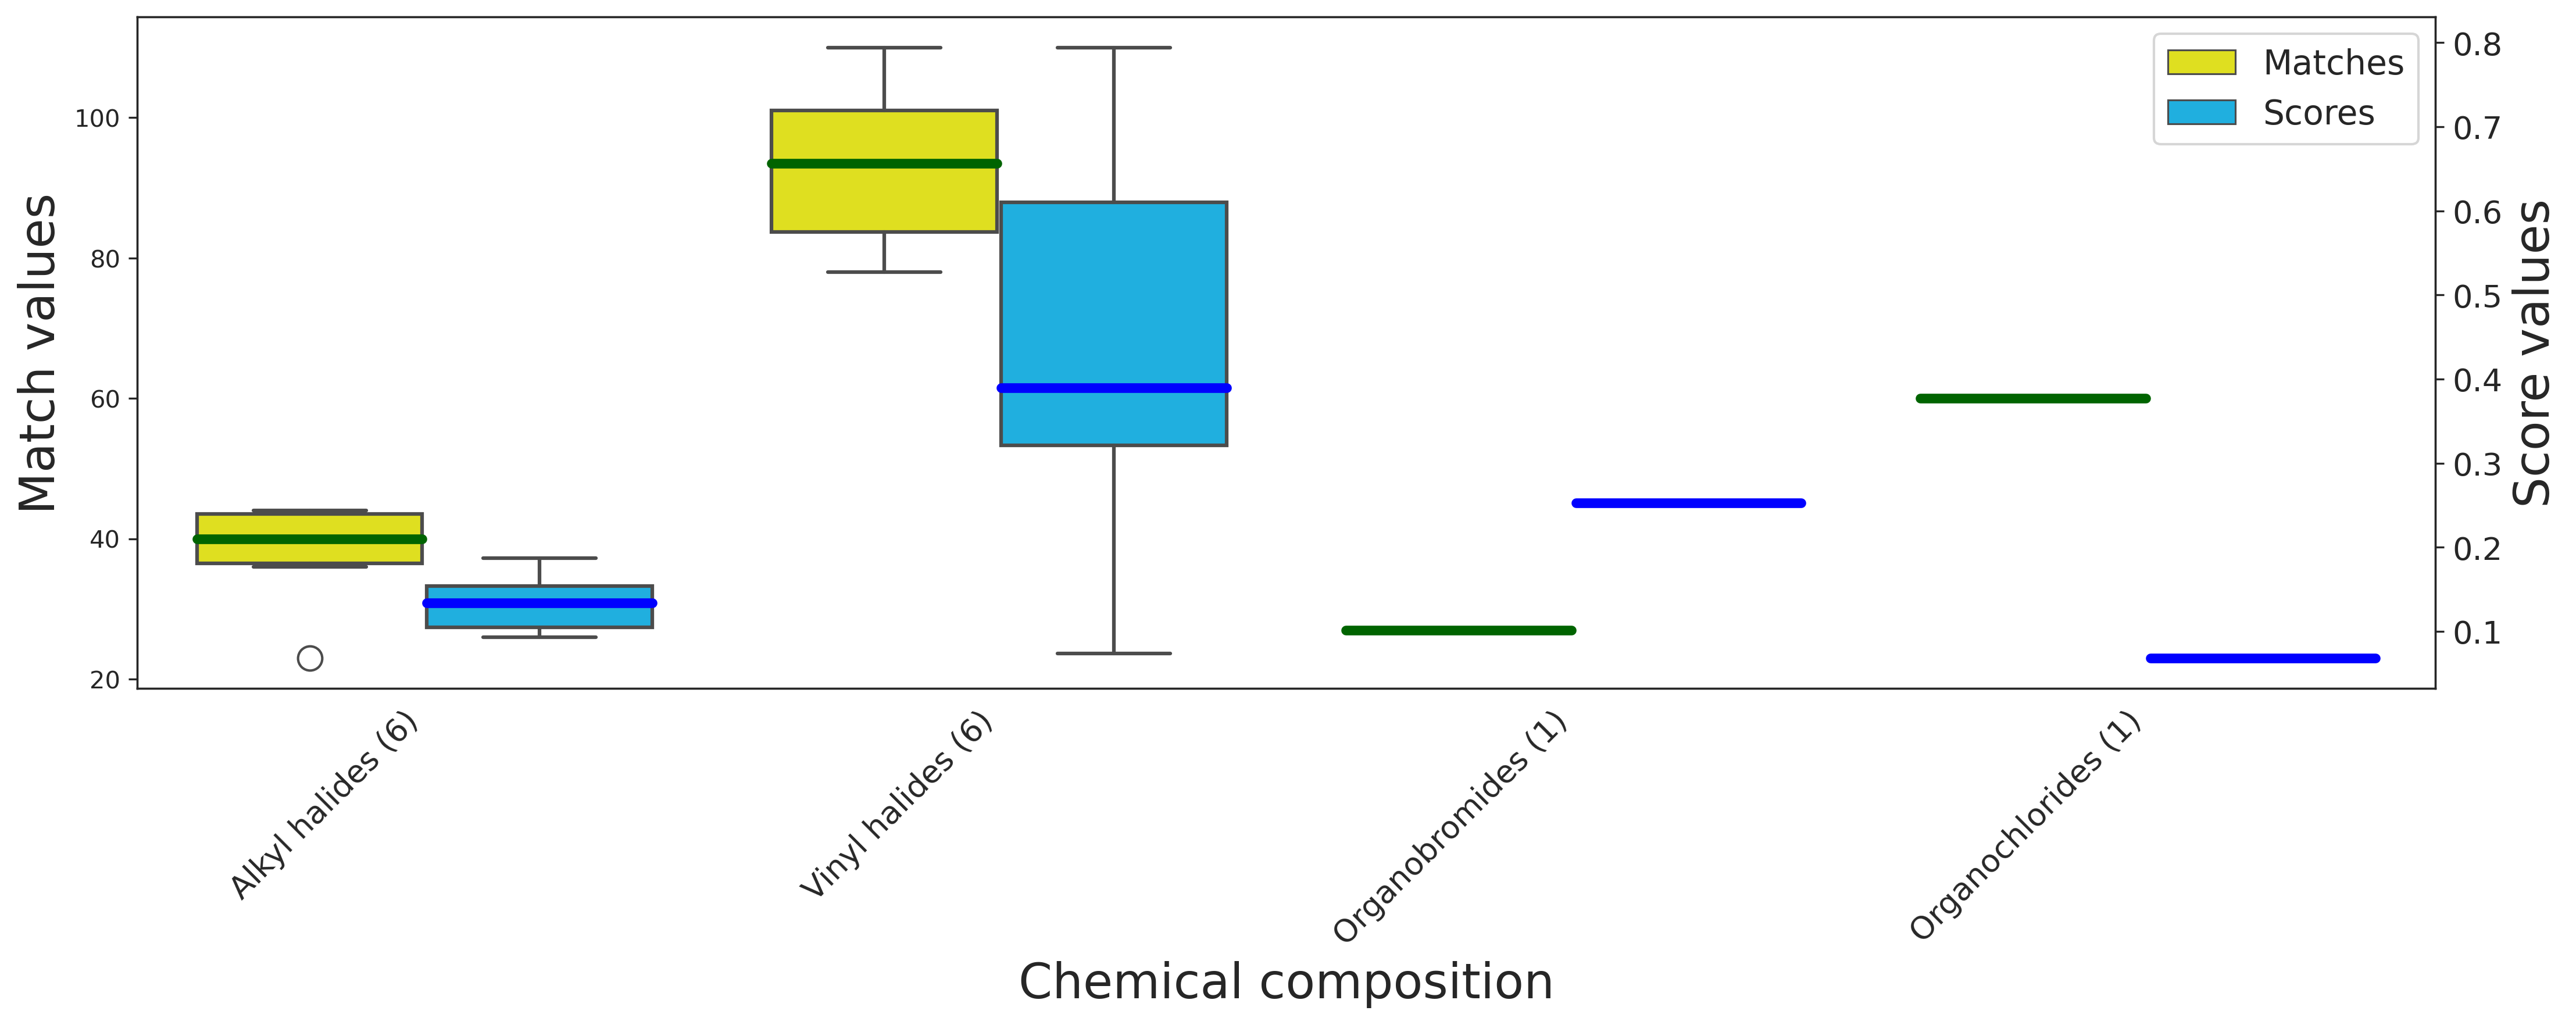 Match values
100
80
60
40
20
Matches
Scores
0.8
0.7
0.6
0.5
0.4
0.3
0.2
0.1
Score values
Alkyl halides (6)
Vinyl halides (6)
Organobromides (1)
Organochlorides (1)
Chemical composition